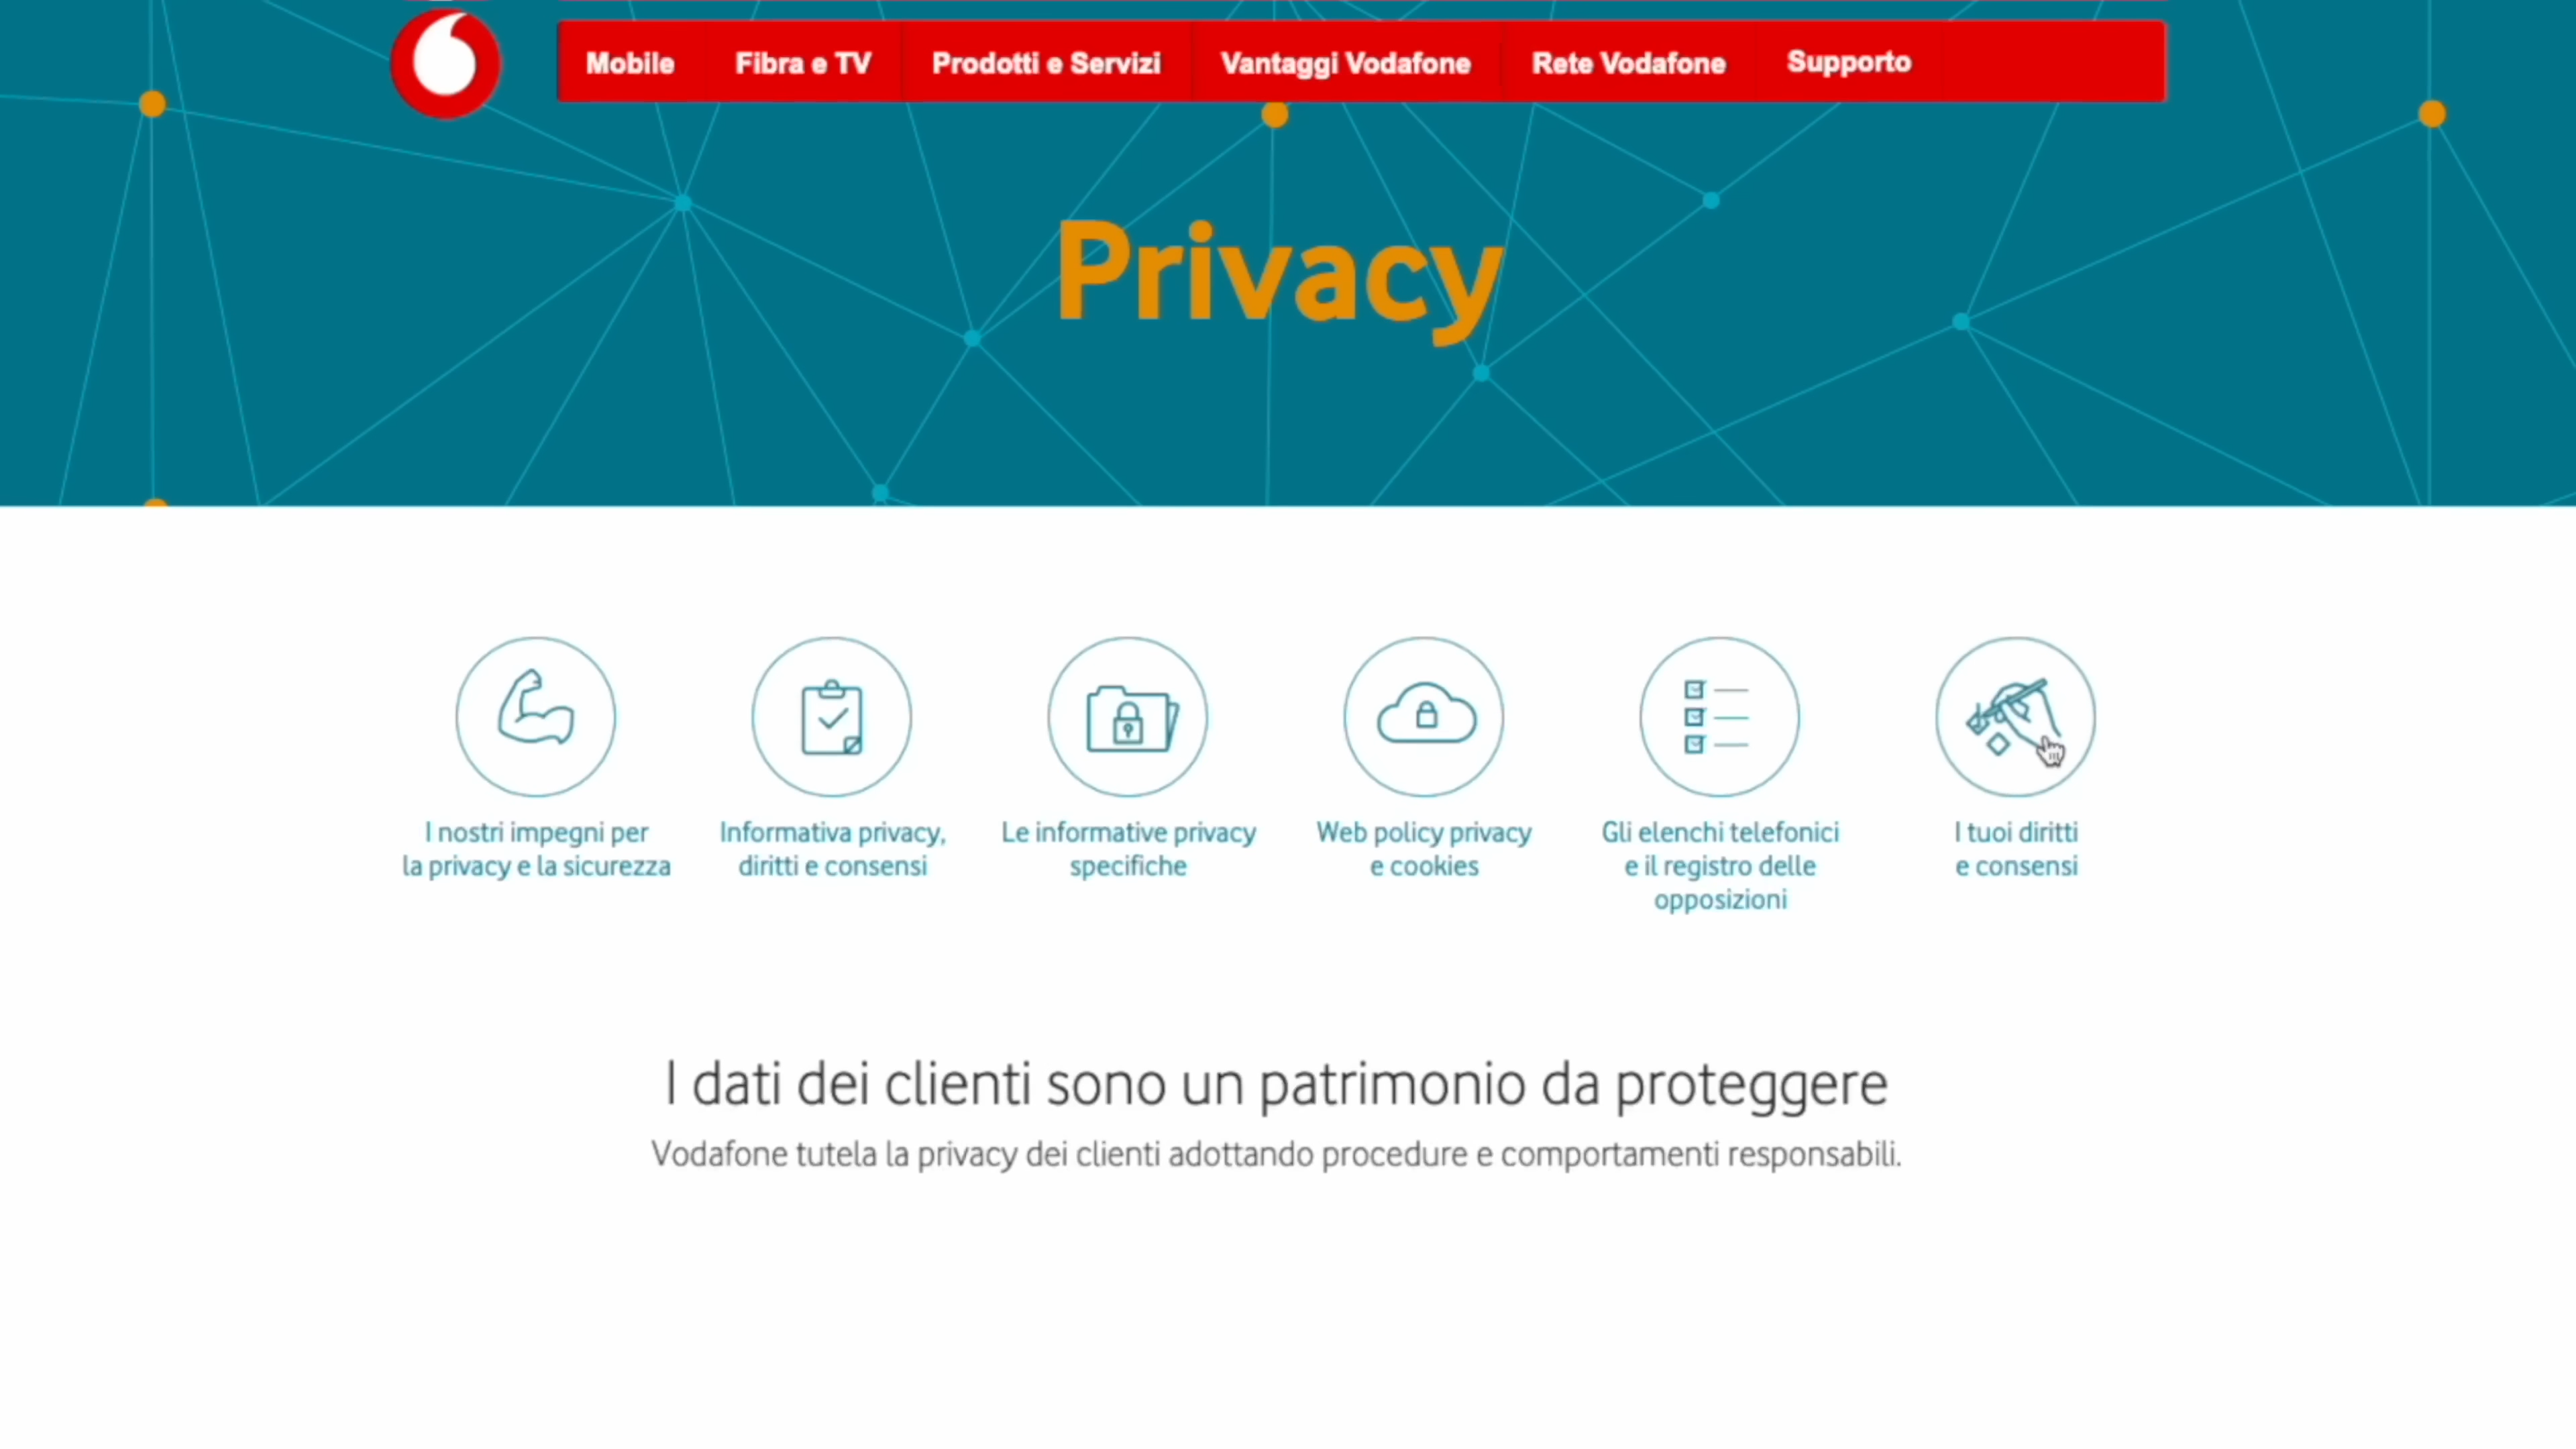 Mobile Fibra e TV Prodotti e Servizi Vantaggi Vodafone Rete Vodafone Supporto
Privacy
I nostri impegni per
la privacy e la sicurezza
Informativa privacy,
diritti e consensi
Le informative privacy
specifiche
Web policy privacy
e cookies
Gli elenchi telefonici
e il registro delle
opposizioni
I tuoi diritti
e consensi
I dati dei clienti sono un patrimonio da proteggere
Vodafone tutela la privacy dei clienti adottando procedure e comportamenti responsabili.